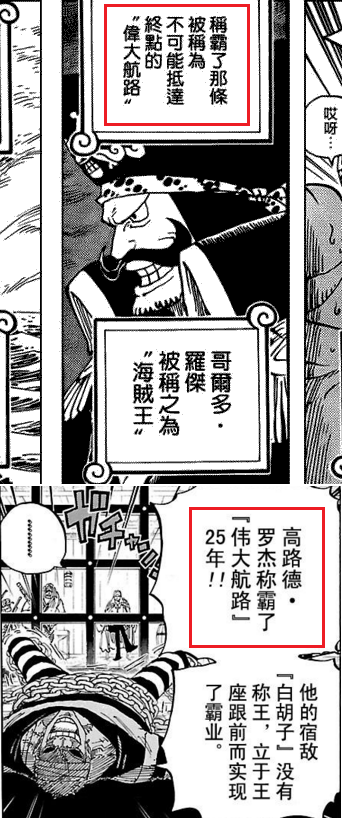 稱霸了那條
被稱為
不可能抵達
終點的
〝偉大航路〞
哎呀…
哥爾多・
羅傑
被稱之為
〝海賊王〞
………
ガチャ
高路德・
罗杰称霸了
『伟大航路』
25年!!
他的宿敌
『白胡子』没有
称王，立于王
座跟前而实现
了霸业。